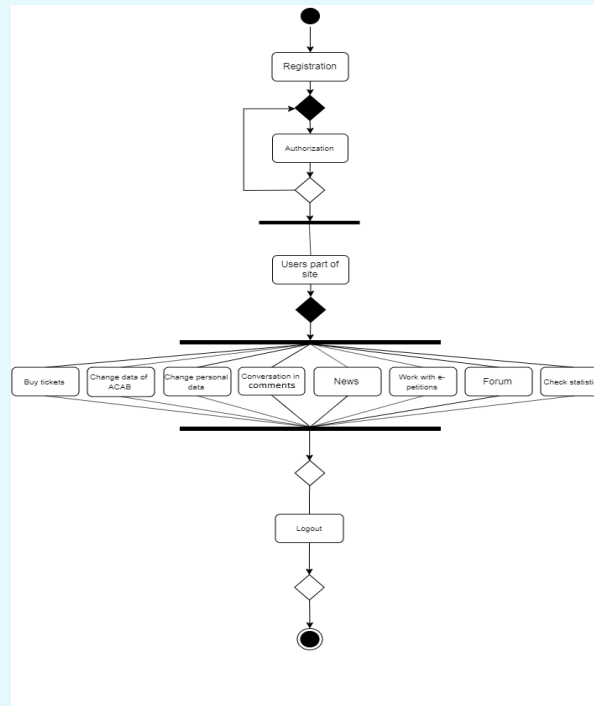 Registration
Authorization
Users part of
site
Buy tickets
Change data of
ACAB
Change personal
data
Conversation in
comments
News
Work with e-
petitions
Forum
Check statistic
Logout